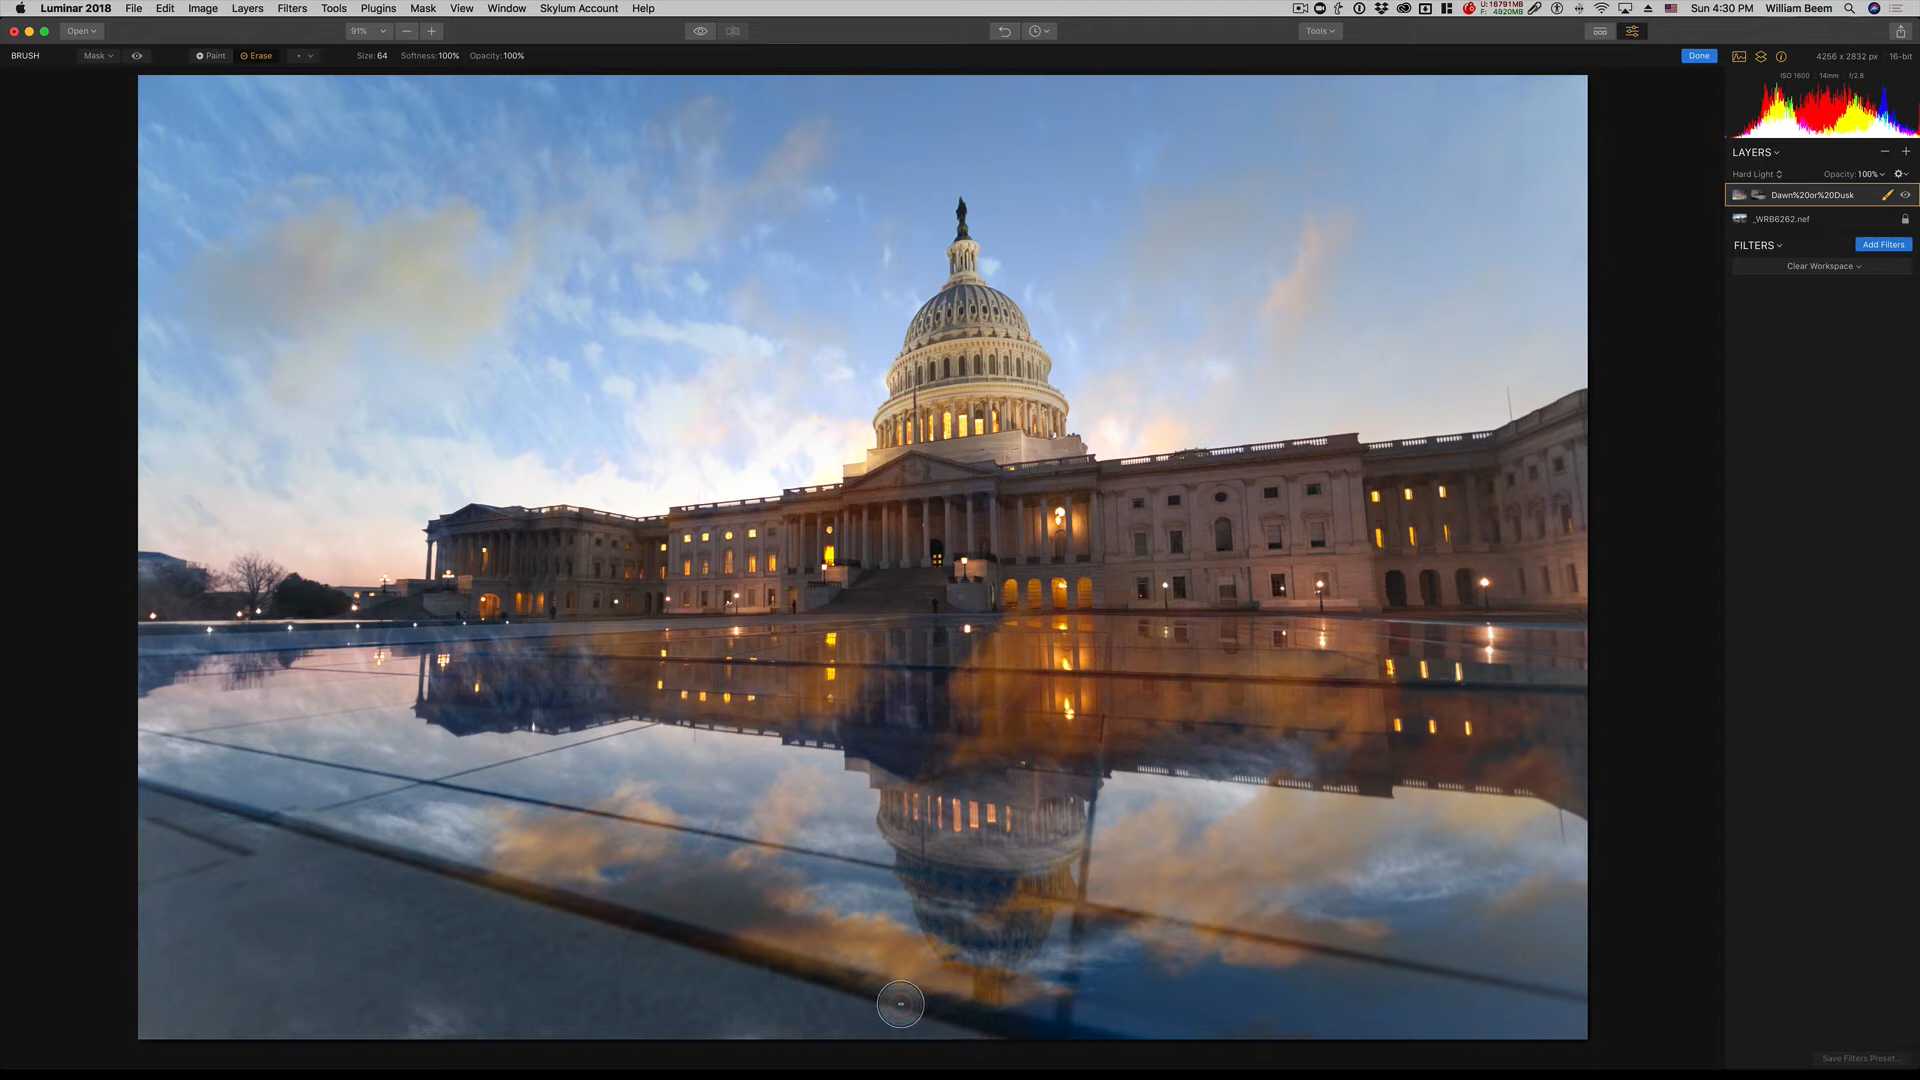 Luminar 2018 File Edit Image Layers Filters Tools Plugins Mask View Window Skylum Account Help U: 16791MB F: 4920MB Sun 4:30 PM William Beem
Open 91% Tools
BRUSH Mask Paint Erase Size: 64 Softness: 100% Opacity: 100% Done 4256 x 2832 px 16-bit
ISO 1600 14mm f/2.8
LAYERS
Hard Light Opacity: 100%
Dawn%20or%20Dusk
_WRB6262.nef
FILTERS Add Filters
Clear Workspace
Save Filters Preset...